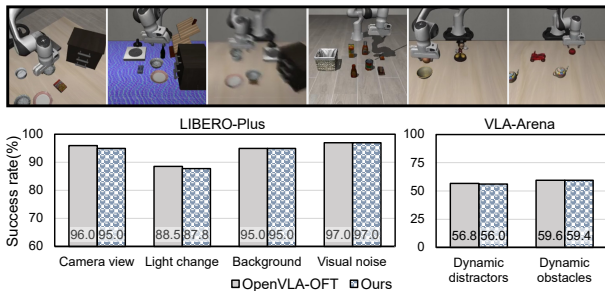 LIBERO-Plus
VLA-Arena
Success rate(%)
100
90
80
70
60
96.0 95.0
88.5 87.8
95.0 95.0
97.0 97.0
Camera view
Light change
Background
Visual noise
100
75
50
25
0
56.8 56.0
59.6 59.4
Dynamic
distractors
Dynamic
obstacles
OpenVLA-OFT
Ours